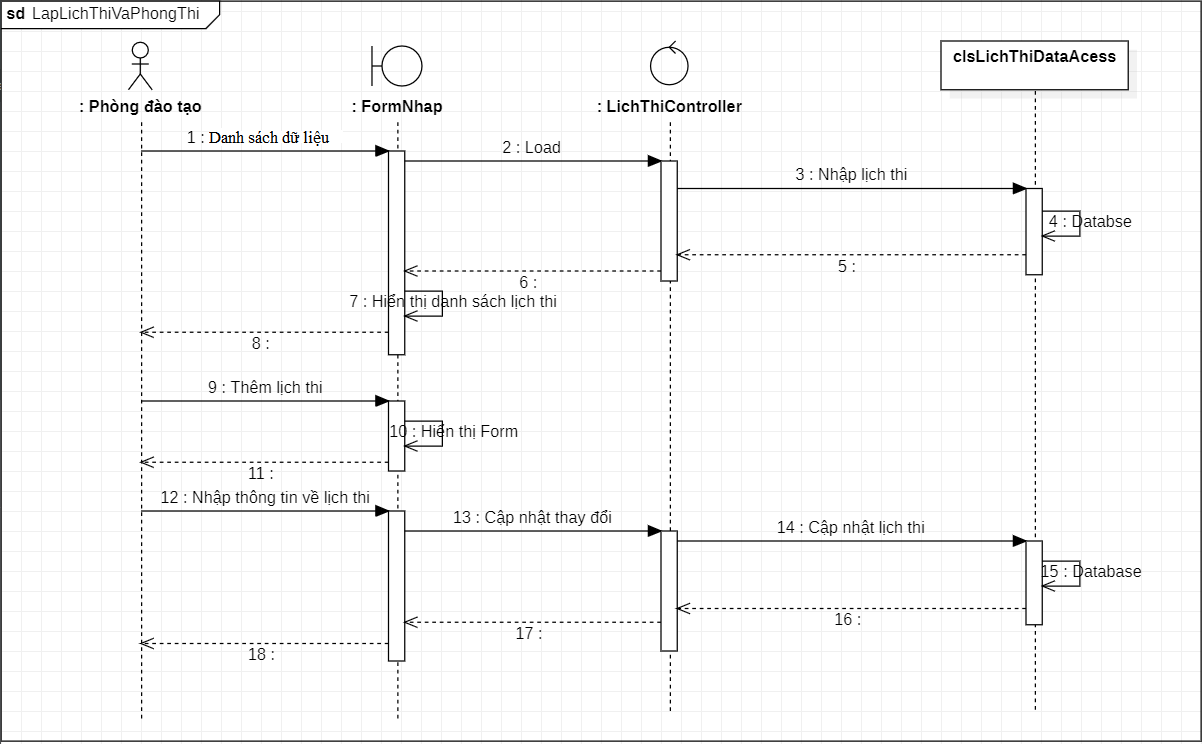 sd LapLichThiVaPhongThi
: Phòng đào tạo
: FormNhap
: LichThiController
clsLichThiDataAcess
1 : Danh sách dữ liệu
2 : Load
3 : Nhập lịch thi
4 : Databse
5 :
6 :
7 : Hiển thị danh sách lịch thi
8 :
9 : Thêm lịch thi
10 : Hiển thị Form
11 :
12 : Nhập thông tin về lịch thi
13 : Cập nhật thay đổi
14 : Cập nhật lịch thi
15 : Database
16 :
17 :
18 :